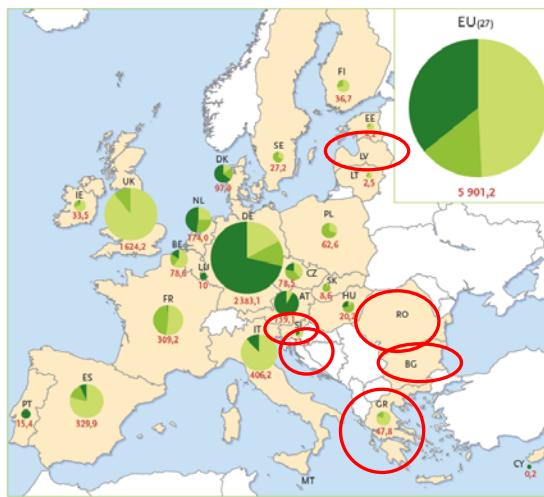 EU(27)
5 901,2
FI
36,7
EE
SE
27,2
LV
LT
2,5
DK
UK
IE
33,5
1624,2
NL
174,0
DE
2383,1
PL
62,6
BE
78,6
LU
10
CZ
78,5
SK
8,6
AT
HU
20,2
RO
FR
309,2
SI
IT
406,2
BG
PT
15,4
ES
329,9
GR
47,8
MT
CY
0,2